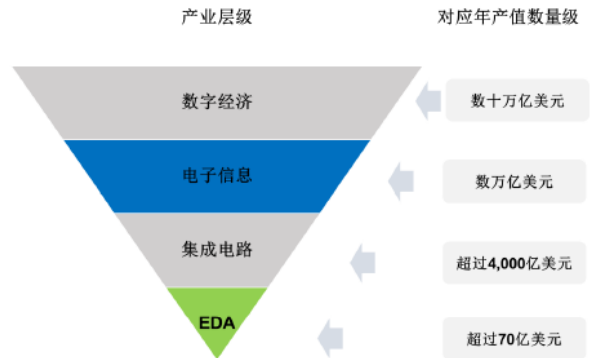 产业层级
对应年产值数量级
数字经济
数十万亿美元
电子信息
数万亿美元
集成电路
超过4,000亿美元
EDA
超过70亿美元